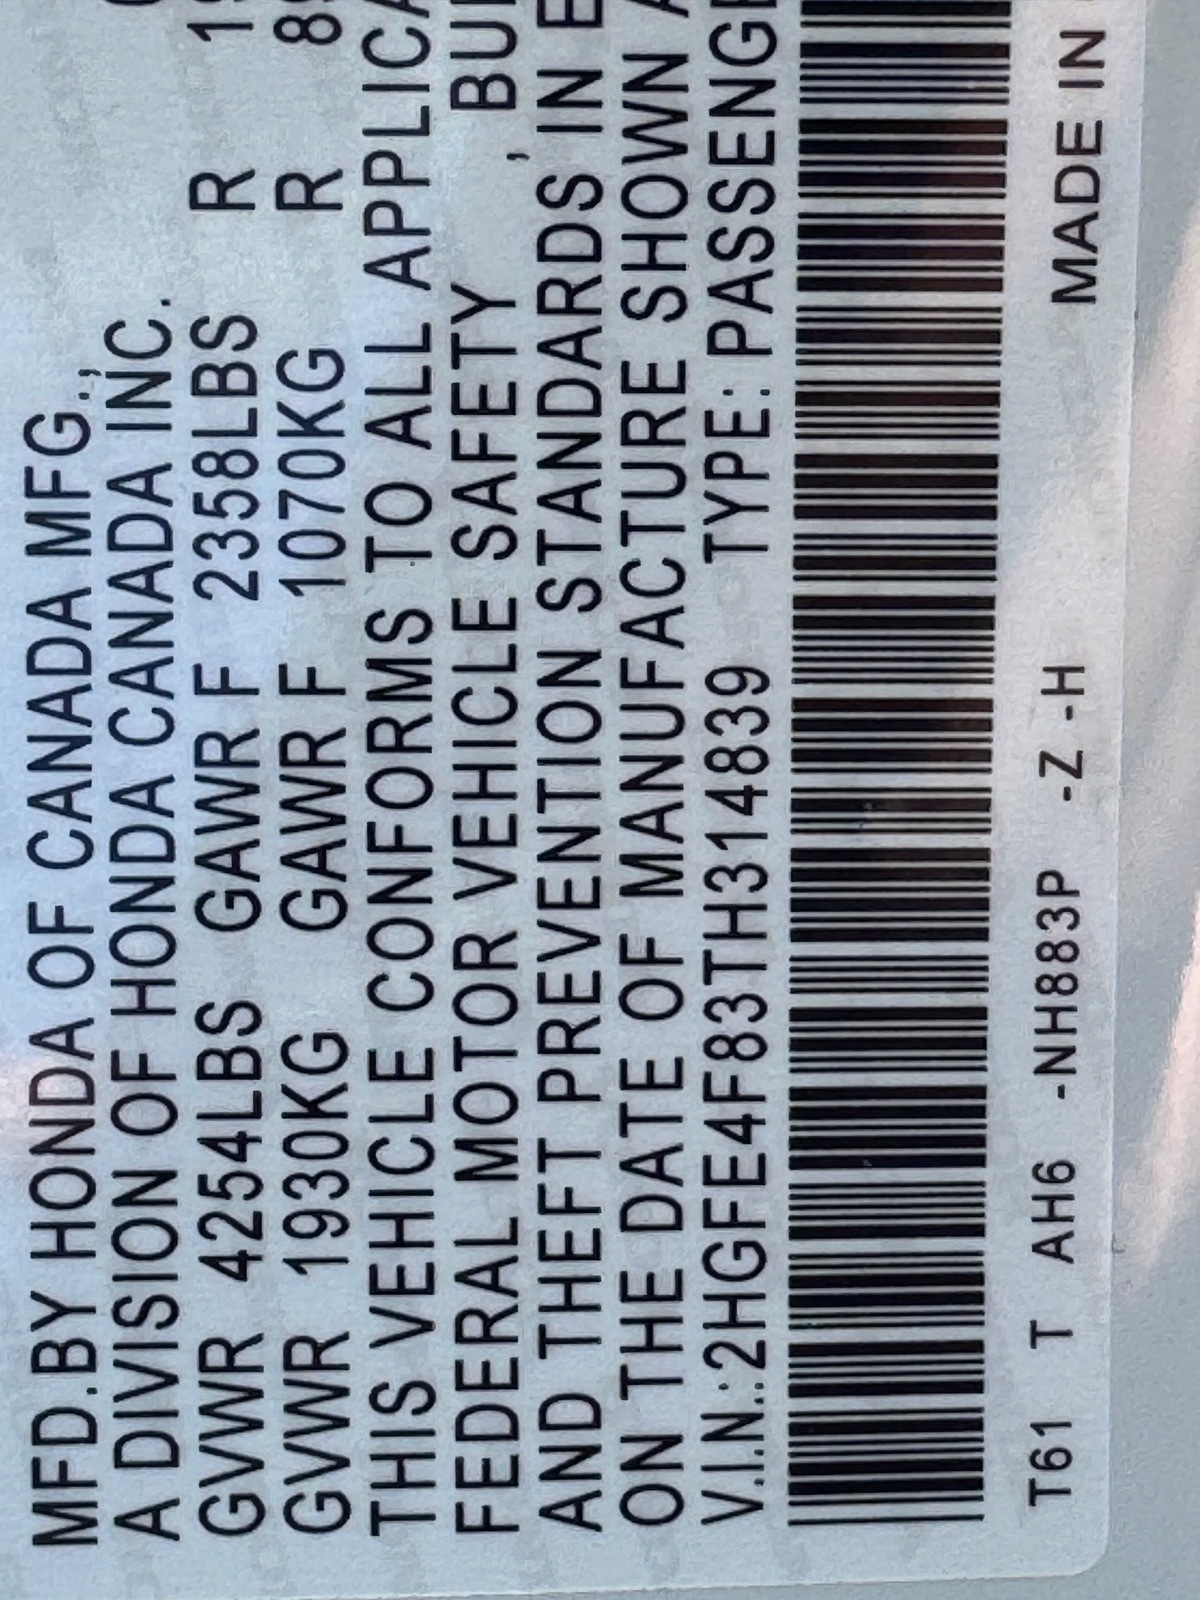 MFD.BY HONDA OF CANADA MFG.,
A DIVISION OF HONDA CANADA INC.
GVWR 4254LBS GAWR F 2358LBS R
GVWR 1930KG GAWR F 1070KG R
THIS VEHICLE CONFORMS TO ALL APPLICA
FEDERAL MOTOR VEHICLE SAFETY , BU
AND THEFT PREVENTION STANDARDS IN E
ON THE DATE OF MANUFACTURE SHOWN A
V.I.N.:2HGFE4F83TH314839 TYPE: PASSENG
T61 T AH6 -NH883P -Z -H MADE IN